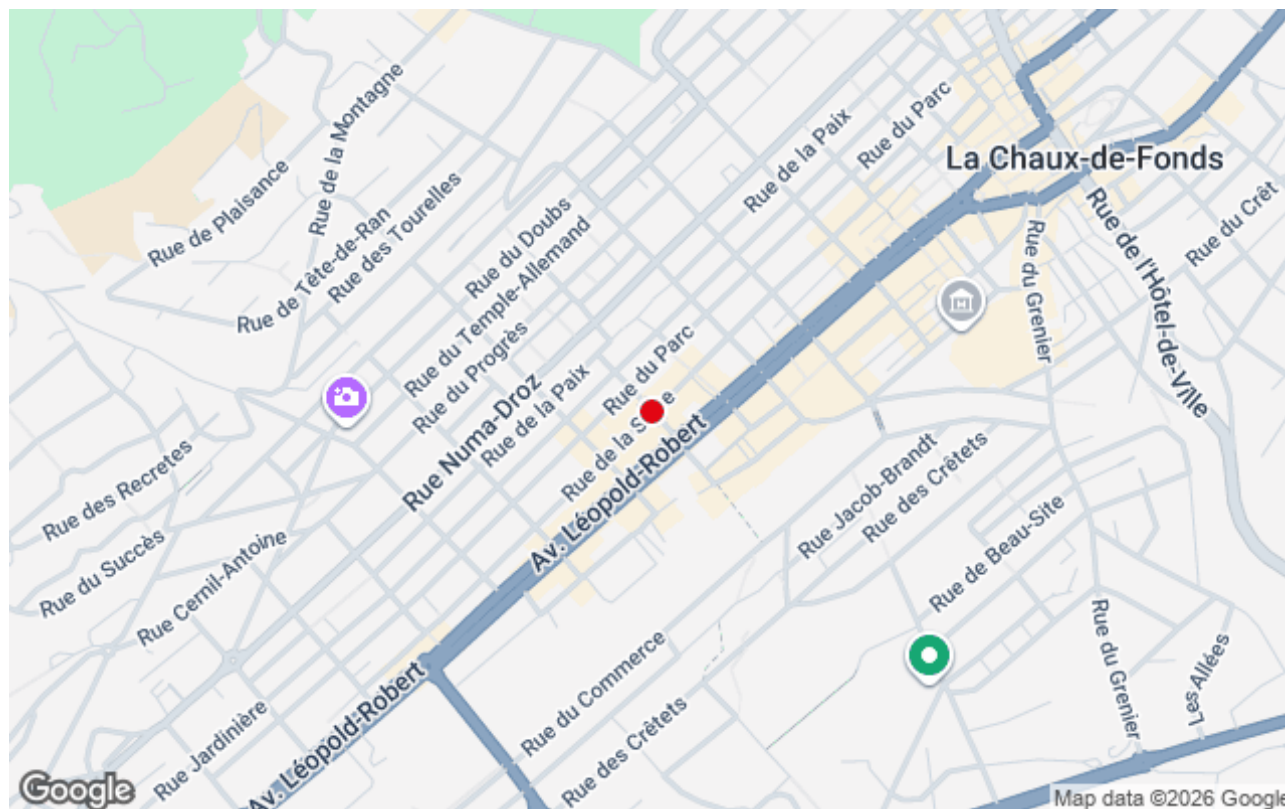 Rue du Parc
Rue de la Paix
La Chaux-de-Fonds
Rue de la Montagne
Rue de Plaisance
Rue des Tourelles
Rue de Tête-de-Ran
Rue du Doubs
Rue du Temple-Allemand
Rue du Progrès
Rue de l'Hôtel-de-Ville
Rue du Crêt
Rue du Grenier
Rue du Parc
Rue de la Paix
Rue Numa-Droz
Rue de la
Av. Léopold-Robert
Rue des Recretes
Rue du Succès
Rue Cernil-Antoine
Rue Jacob-Brandt
Rue des Crêtets
Rue de Beau-Site
Rue du Grenier
Les Allées
Rue du Commerce
Rue des Crêtets
Rue Jardinière
Av. Léopold-Robert
Google
Map data ©2026 Google